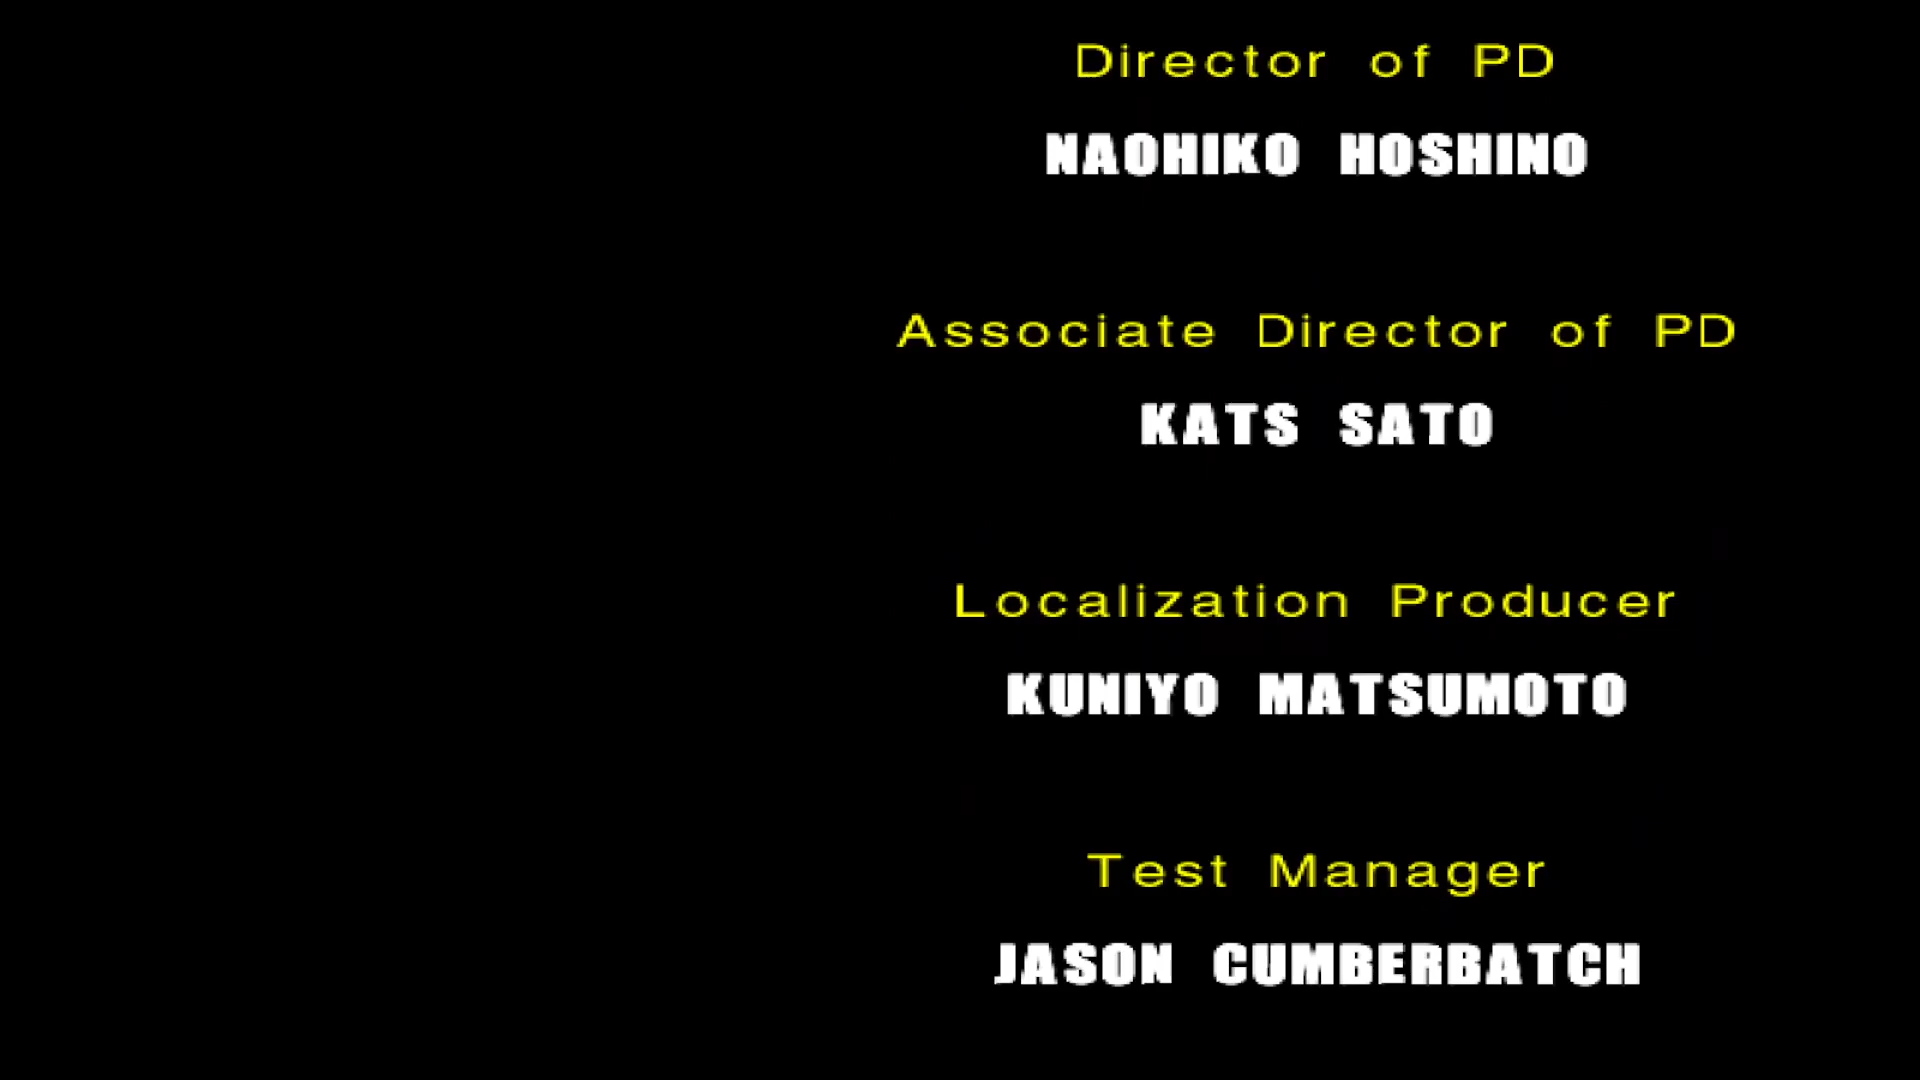 Director of PD
NAOHIKO HOSHINO
Associate Director of PD
KATS SATO
Localization Producer
KUNIYO MATSUMOTO
Test Manager
JASON CUMBERBATCH